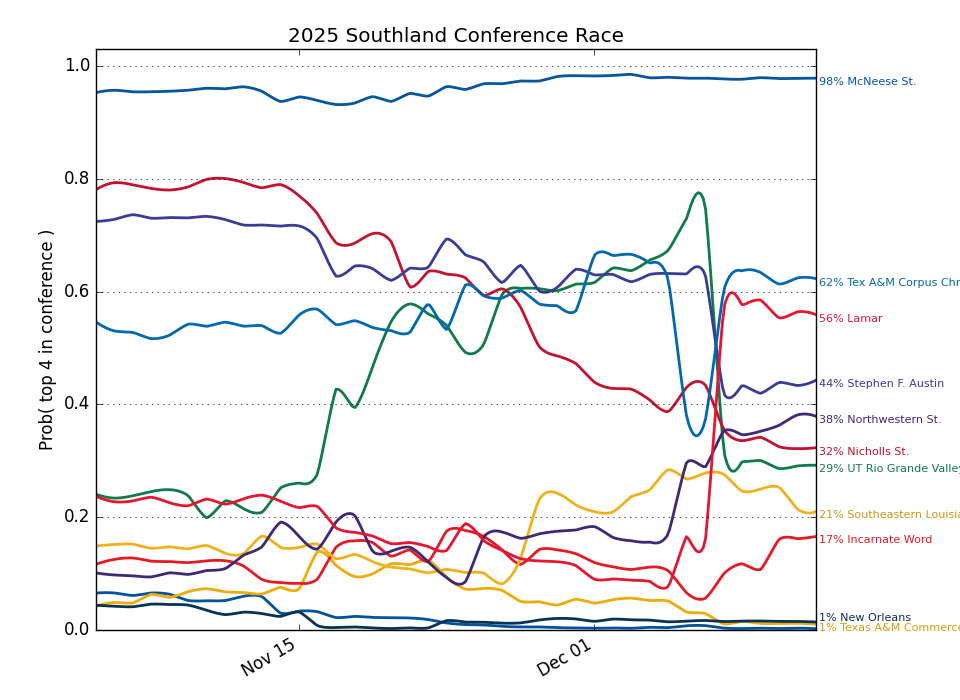 2025 Southland Conference Race
Prob( top 4 in conference )
1.0
0.8
0.6
0.4
0.2
0.0
Nov 15
Dec 01
98% McNeese St.
62% Tex A&M Corpus Chr
56% Lamar
44% Stephen F. Austin
38% Northwestern St.
32% Nicholls St.
29% UT Rio Grande Valley
21% Southeastern Louisia
17% Incarnate Word
1% New Orleans
1% Texas A&M Commerce